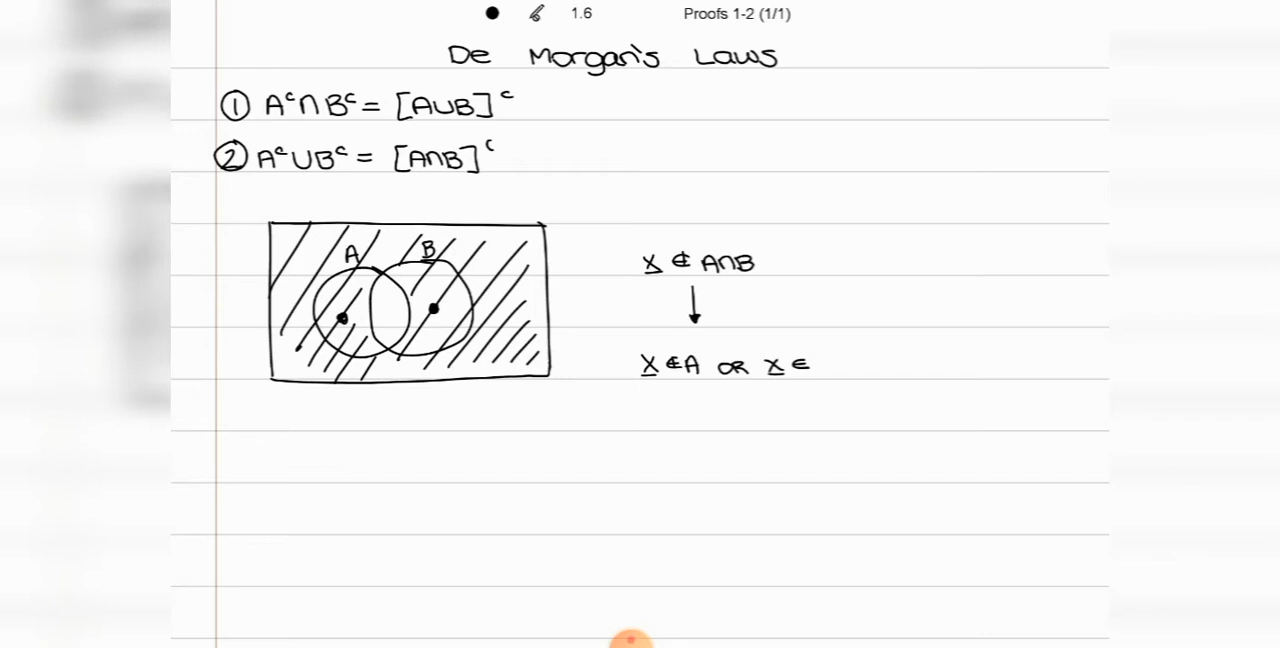 1.6 Proofs 1-2 (1/1)
De Morgan's Laws
① Aᶜ∩Bᶜ = [A∪B]ᶜ
② Aᶜ∪Bᶜ = [A∩B]ᶜ
A B
x̲ ∉ A∩B
↓
x̲ ∉ A OR x̲ ∈